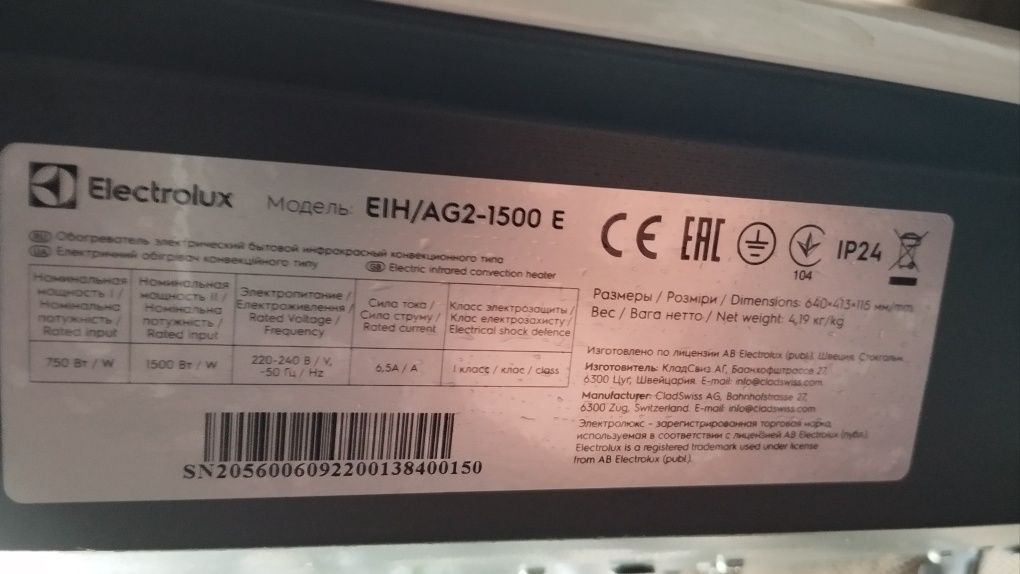 Electrolux Модель: EIH/AG2-1500 E
RU Обогреватель электрический бытовой инфракрасный конвекционного типа
UA Електричний обігрівач конвекційного типу
GB Electric infrared convection heater
Номинальная мощность I / Номінальна потужність / Rated input
Номинальная мощность II / Номінальна потужність / Rated input
Электропитание / Електроживлення / Rated Voltage / Frequency
Сила тока / Сила струму / Rated current
Класс электрозащиты / Клас електрозахисту / Electrical shock defence
750 Вт / W
1500 Вт / W
220-240 В / V, ~50 Гц / Hz
6,5А / A
I класс / клас / class
SN2056006092200138400150
CE EAC 104 IP24
Размеры / Розміри / Dimensions: 640×413×115 мм/mm
Вес / Вага нетто / Net weight: 4,19 кг/kg
Изготовлено по лицензии AB Electrolux (publ.), Швеция, Стокгольм.
Изготовитель: КладСвиз АГ, Баанхофштрассе 27,
6300 Цуг, Швейцария. E-mail: info@cladswiss.com
Manufacturer: CladSwiss AG, Bahnhofstrasse 27,
6300 Zug, Switzerland. E-mail: info@cladswiss.com
Электролюкс - зарегистрированная торговая марка,
используемая в соответствии с лицензией AB Electrolux (публ.).
Electrolux is a registered trademark used under license
from AB Electrolux (publ.).